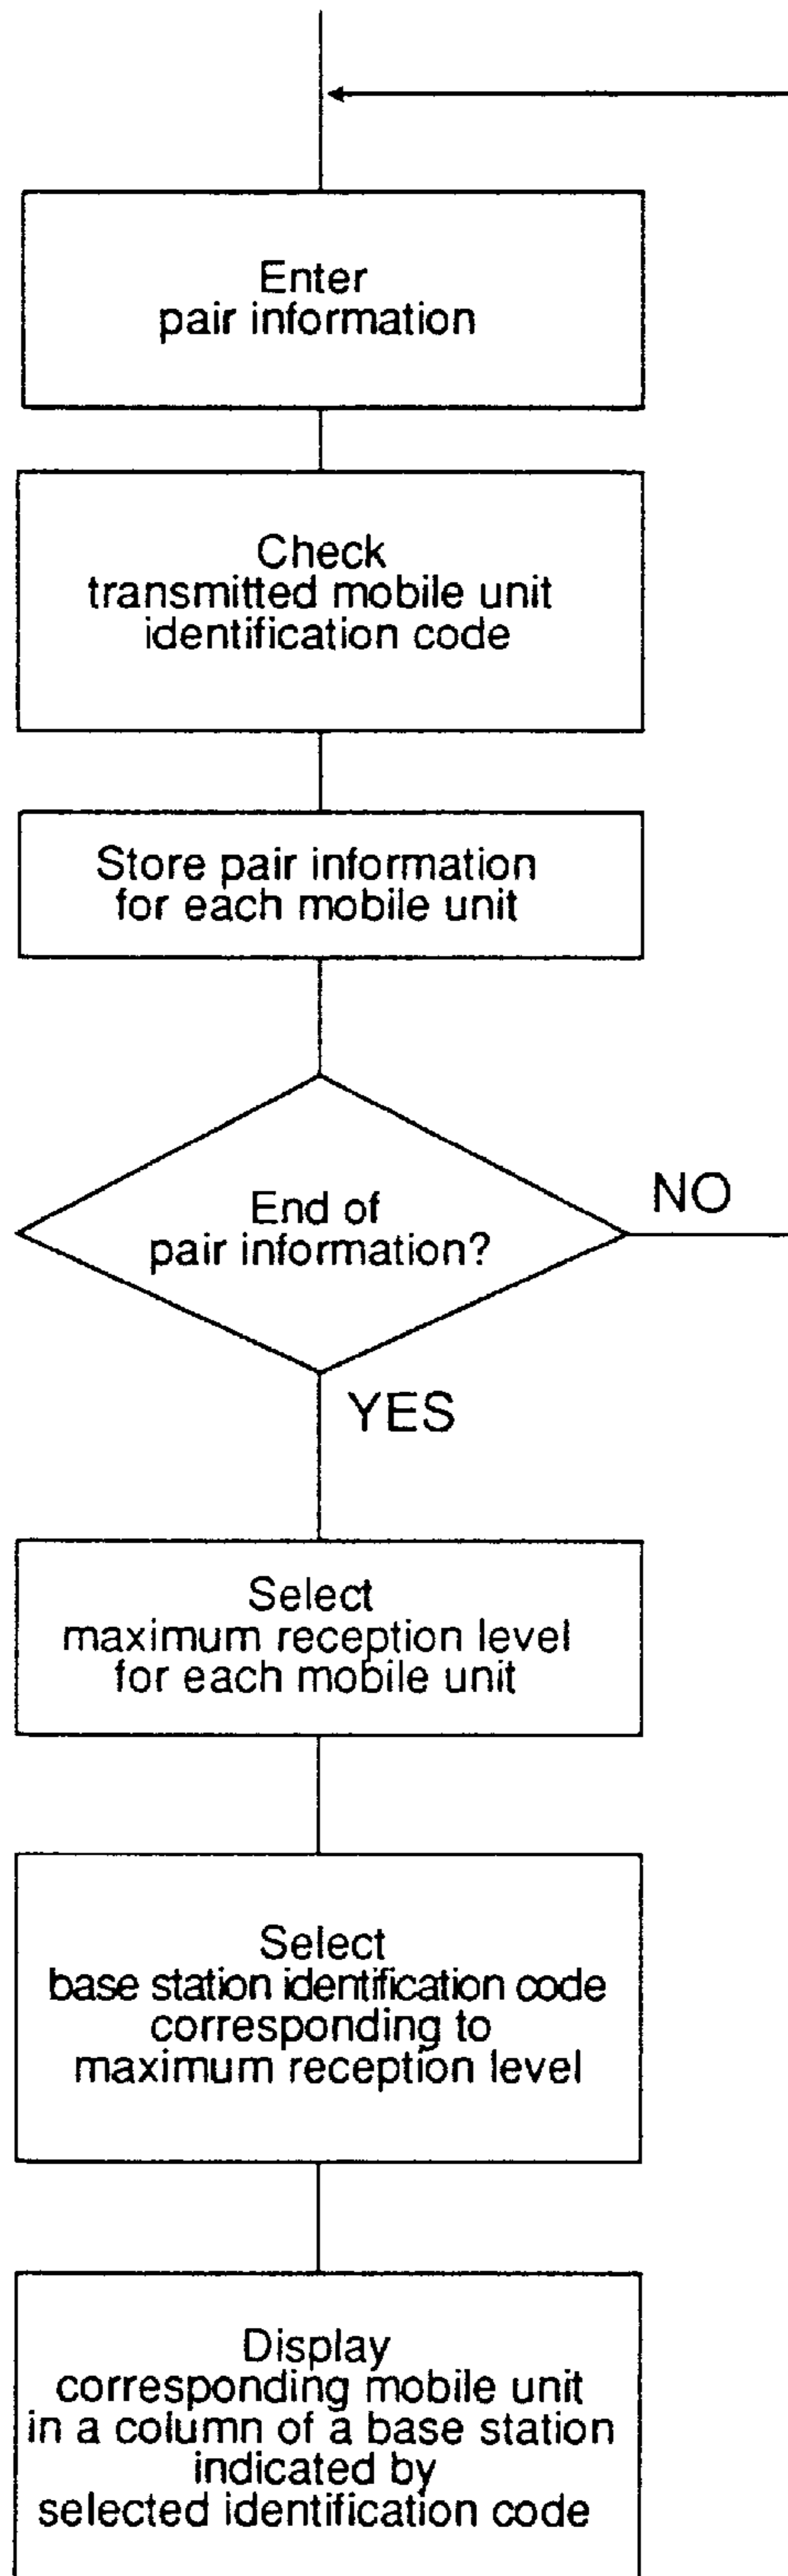 Enter
pair information
Check
transmitted mobile unit
identification code
Store pair information
for each mobile unit
End of
pair information?
NO
YES
Select
maximum reception level
for each mobile unit
Select
base station identification code
corresponding to
maximum reception level
Display
corresponding mobile unit
in a column of a base station
indicated by
selected identification code